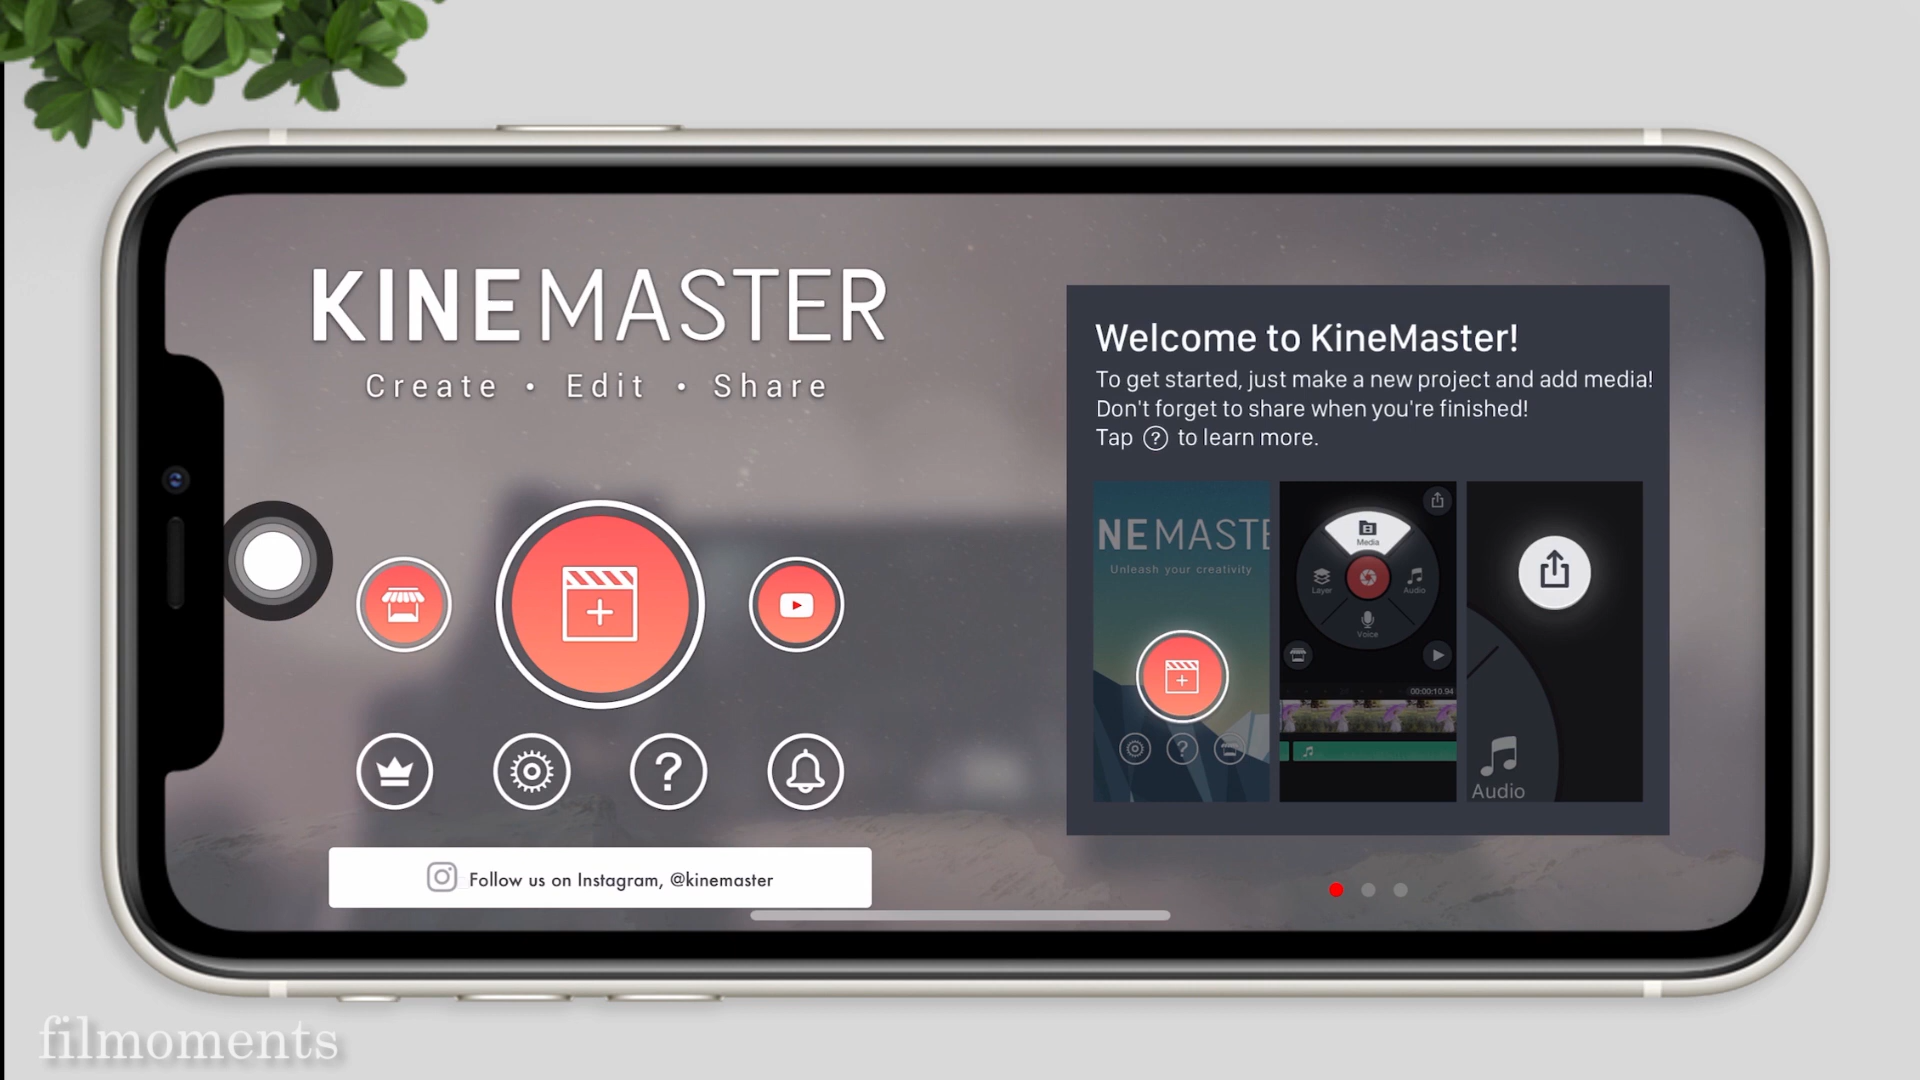 KINEMASTER
Create • Edit • Share
Follow us on Instagram, @kinemaster
Welcome to KineMaster!
To get started, just make a new project and add media!
Don't forget to share when you're finished!
Tap ? to learn more.
NEMASTE
Unleash your creativity
Media
Layer
Audio
Voice
00:00:10.94
Audio
filmoments